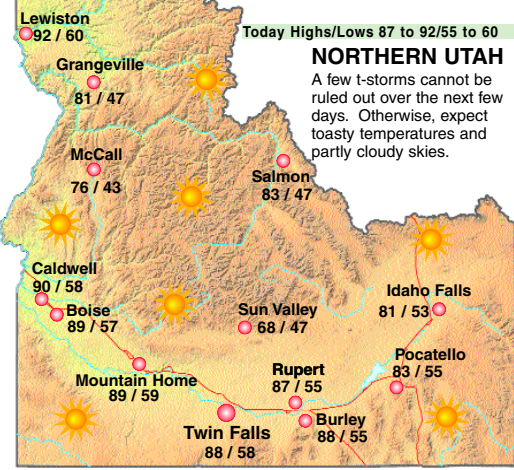 Lewiston
92 / 60
Today Highs/Lows 87 to 92/55 to 60
NORTHERN UTAH
A few t-storms cannot be
ruled out over the next few
days.  Otherwise, expect
toasty temperatures and
partly cloudy skies.
Grangeville
81 / 47
McCall
76 / 43
Salmon
83 / 47
Caldwell
90 / 58
Boise
89 / 57
Sun Valley
68 / 47
Idaho Falls
81 / 53
Mountain Home
89 / 59
Rupert
87 / 55
Pocatello
83 / 55
Twin Falls
88 / 58
Burley
88 / 55